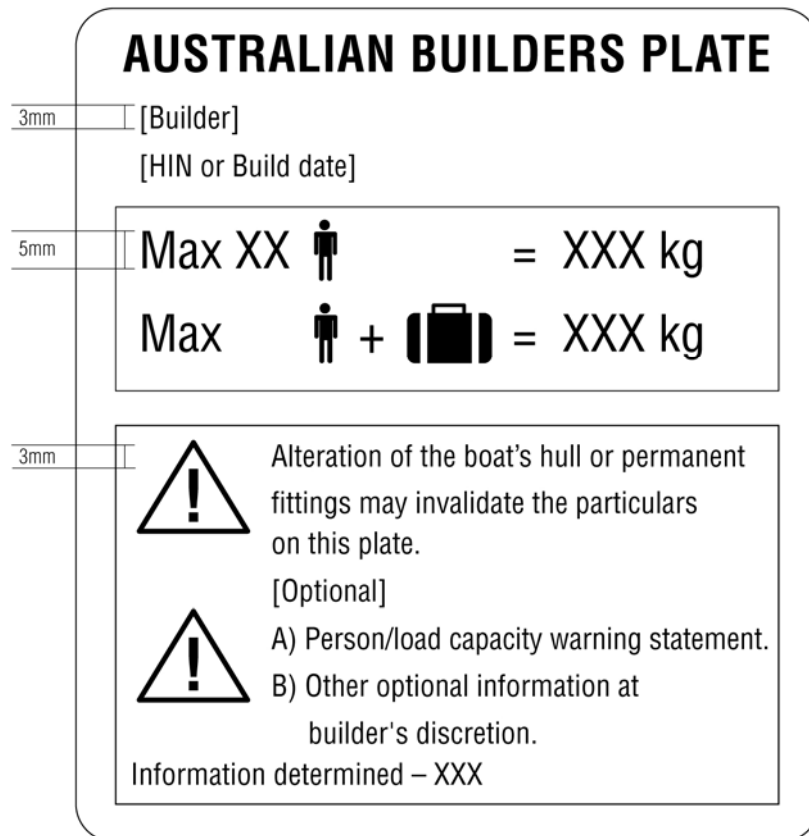 AUSTRALIAN BUILDERS PLATE
3mm
[Builder]
[HIN or Build date]
5mm
Max XX = XXX kg
Max + = XXX kg
3mm
Alteration of the boat's hull or permanent
fittings may invalidate the particulars
on this plate.
[Optional]
A) Person/load capacity warning statement.
B) Other optional information at
builder's discretion.
Information determined – XXX